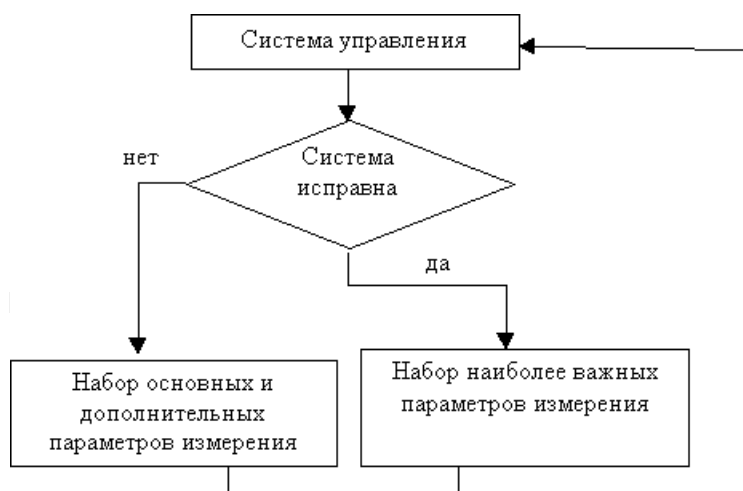 Система управления
нет
Система
исправна
да
Набор основных и
дополнительных
параметров измерения
Набор наиболее важных
параметров измерения